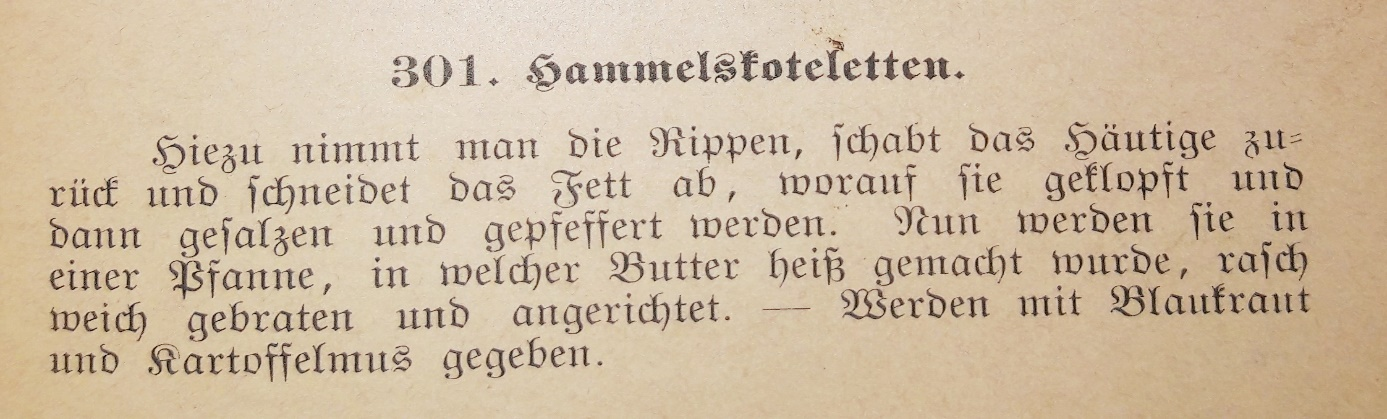 301. Hammelskoteletten.
Hiezu nimmt man die Rippen, schabt das Häutige zu-
rück und schneidet das Fett ab, worauf sie geklopft und
dann gesalzen und gepfeffert werden. Nun werden sie in
einer Pfanne, in welcher Butter heiß gemacht wurde, rasch
weich gebraten und angerichtet. — Werden mit Blaukraut
und Kartoffelmus gegeben.